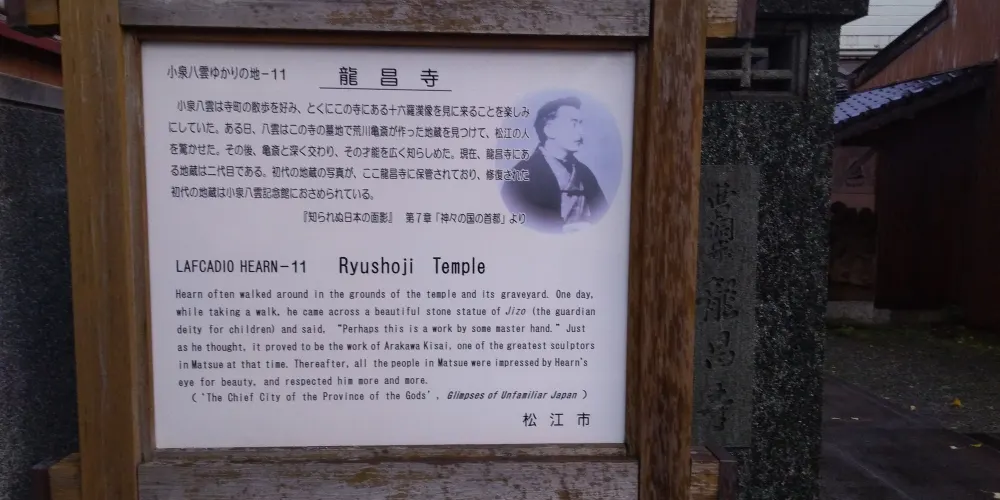 小泉八雲ゆかりの地−11 龍昌寺
小泉八雲は寺町の散歩を好み、とくにこの寺にある十六羅漢像を見に来ることを楽しみ
にしていた。ある日、八雲はこの寺の墓地で荒川亀斎が作った地蔵を見つけて、松江の人
を驚かせた。その後、亀斎と深く交わり、その才能を広く知らしめた。現在、龍昌寺にあ
る地蔵は二代目である。初代の地蔵の写真が、ここ龍昌寺に保管されており、修復された
初代の地蔵は小泉八雲記念館におさめられている。
『知られぬ日本の面影』 第7章「神々の国の首都」より
LAFCADIO HEARN−11 Ryushoji Temple
Hearn often walked around in the grounds of the temple and its graveyard. One day,
while taking a walk, he came across a beautiful stone statue of Jizo (the guardian
deity for children) and said, "Perhaps this is a work by some master hand." Just
as he thought, it proved to be the work of Arakawa Kisai, one of the greatest sculptors
in Matsue at that time. Thereafter, all the people in Matsue were impressed by Hearn's
eye for beauty, and respected him more and more.
('The Chief City of the Province of the Gods', Glimpses of Unfamiliar Japan)
松江市
龍昌寺